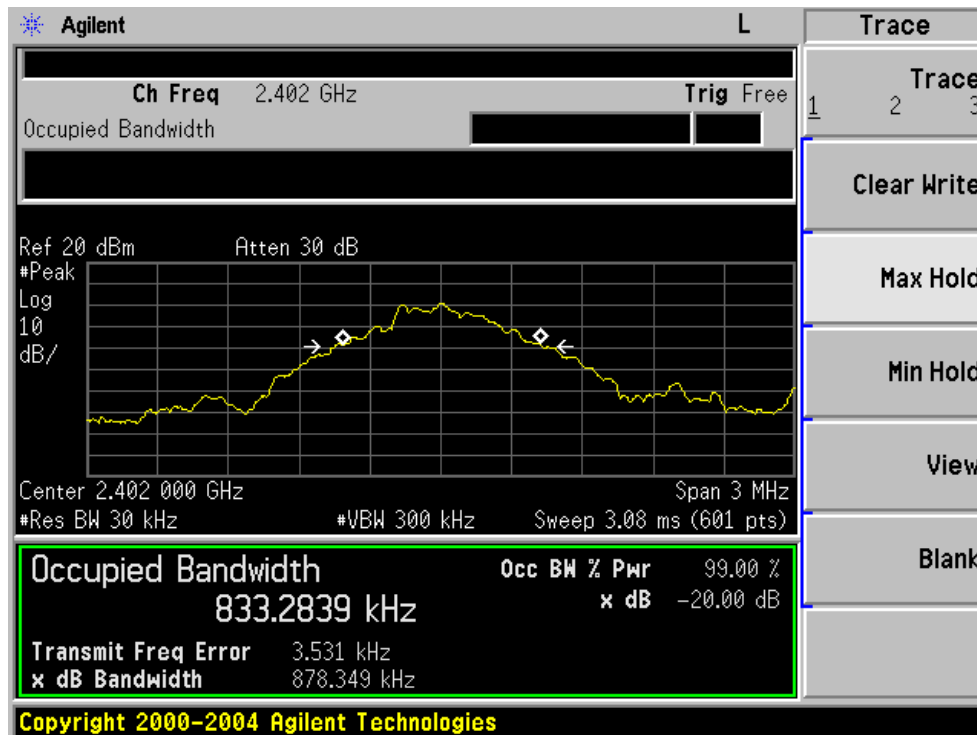 Agilent L Trace
Ch Freq 2.402 GHz Trig Free
Occupied Bandwidth
Trace
1 2 3
Clear Write
Max Hold
Min Hold
View
Blank
Ref 20 dBm Atten 30 dB
#Peak
Log
10
dB/
Center 2.402 000 GHz Span 3 MHz
#Res BW 30 kHz #VBW 300 kHz Sweep 3.08 ms (601 pts)
Occupied Bandwidth
833.2839 kHz
Occ BW % Pwr 99.00 %
x dB -20.00 dB
Transmit Freq Error 3.531 kHz
x dB Bandwidth 878.349 kHz
Copyright 2000-2004 Agilent Technologies